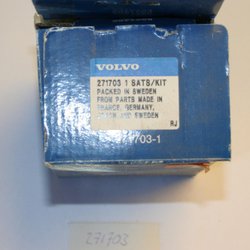 VOLVO
271703 1 SATS/KIT
PACKED IN SWEDEN
FROM PARTS MADE IN
FRANCE, GERMANY,
SPAIN AND SWEDEN
RJ
703-1
271703